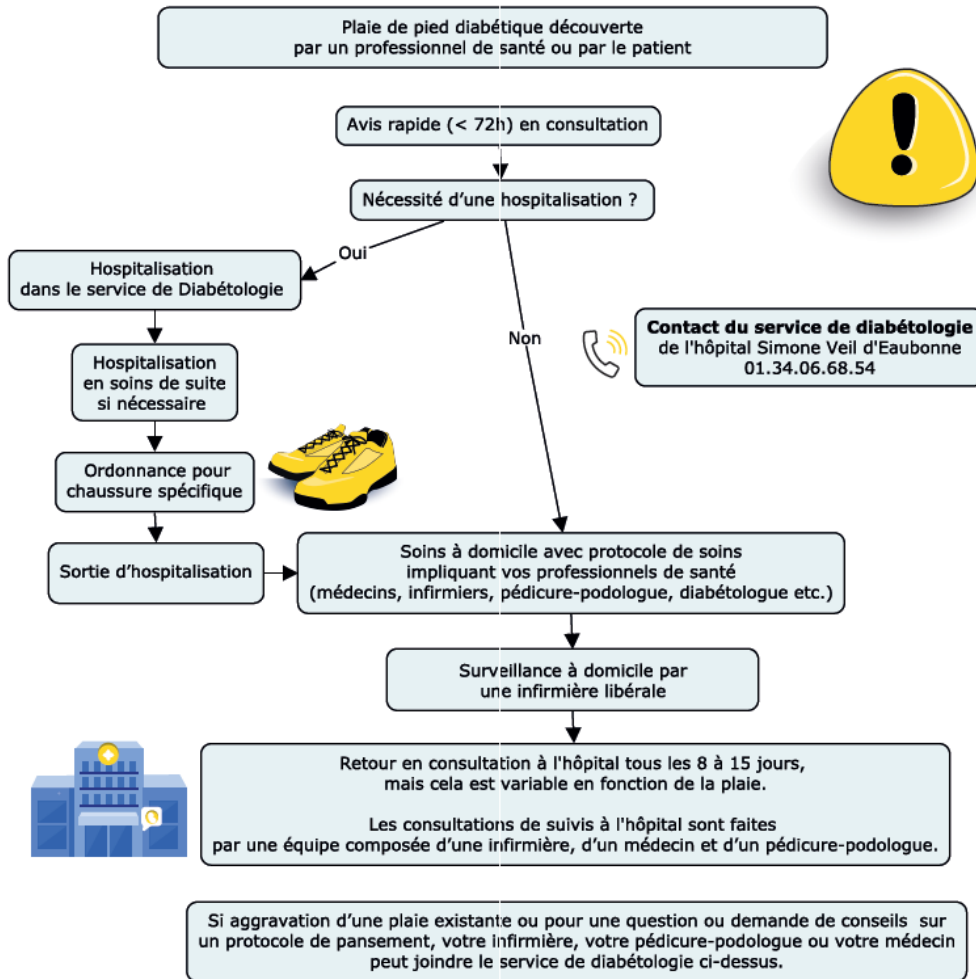 Plaie de pied diabétique découverte
par un professionnel de santé ou par le patient
Avis rapide (< 72h) en consultation
Nécessité d'une hospitalisation ?
Oui
Hospitalisation
dans le service de Diabétologie
Non
Contact du service de diabétologie
de l'hôpital Simone Veil d'Eaubonne
01.34.06.68.54
Hospitalisation
en soins de suite
si nécessaire
Ordonnance pour
chaussure spécifique
Sortie d'hospitalisation
Soins à domicile avec protocole de soins
impliquant vos professionnels de santé
(médecins, infirmiers, pédicure-podologue, diabétologue etc.)
Surveillance à domicile par
une infirmière libérale
Retour en consultation à l'hôpital tous les 8 à 15 jours,
mais cela est variable en fonction de la plaie.
Les consultations de suivis à l'hôpital sont faites
par une équipe composée d'une infirmière, d'un médecin et d'un pédicure-podologue.
Si aggravation d'une plaie existante ou pour une question ou demande de conseils sur
un protocole de pansement, votre infirmière, votre pédicure-podologue ou votre médecin
peut joindre le service de diabétologie ci-dessus.